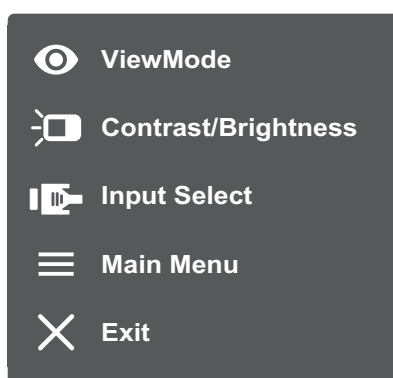 ViewMode
Contrast/Brightness
Input Select
Main Menu
Exit